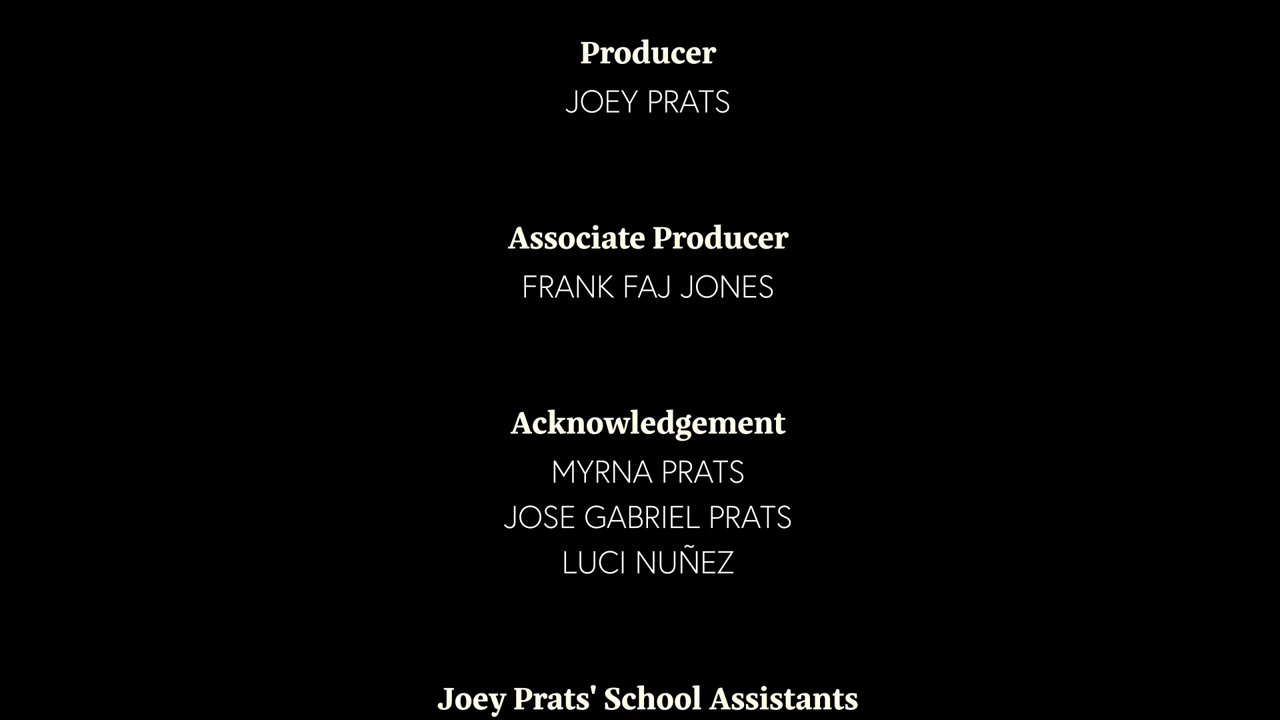 Producer
JOEY PRATS
Associate Producer
FRANK FAJ JONES
Acknowledgement
MYRNA PRATS
JOSE GABRIEL PRATS
LUCI NUÑEZ
Joey Prats' School Assistants